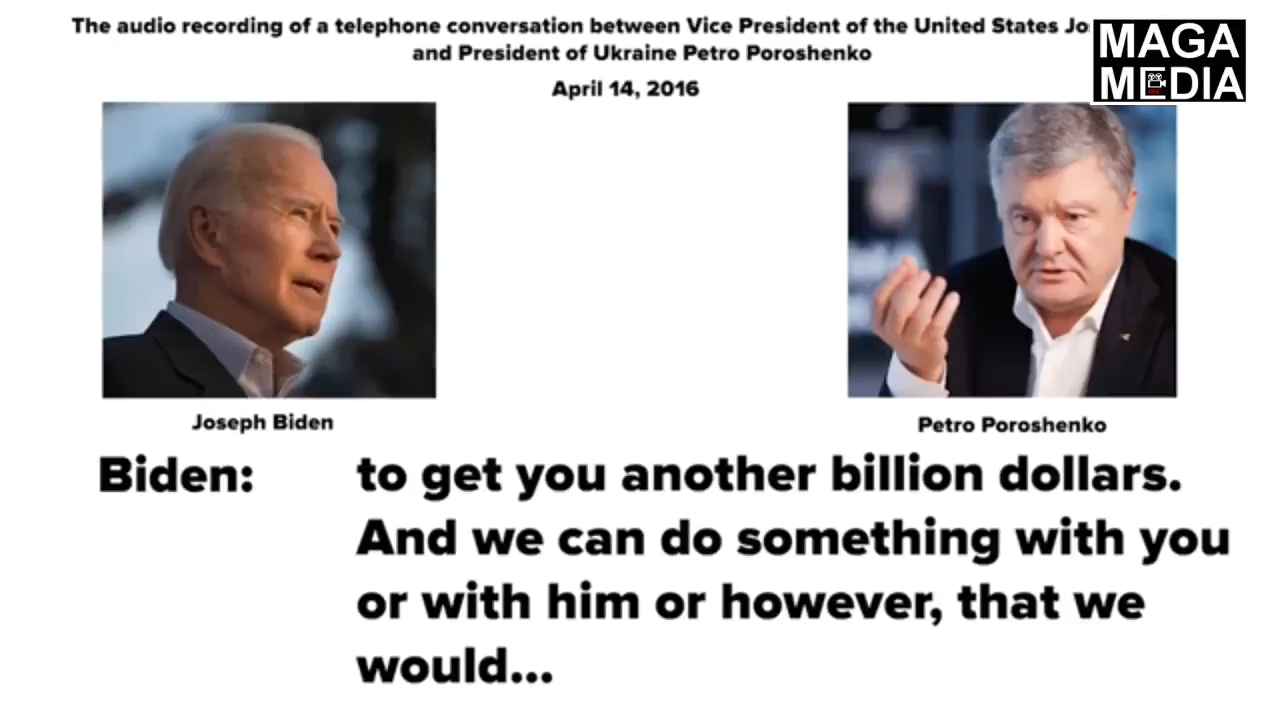 The audio recording of a telephone conversation between Vice President of the United States
and President of Ukraine Petro Poroshenko
April 14, 2016
MAGA
MEDIA
Joseph Biden
Petro Poroshenko
Biden: to get you another billion dollars.
And we can do something with you
or with him or however, that we
would...